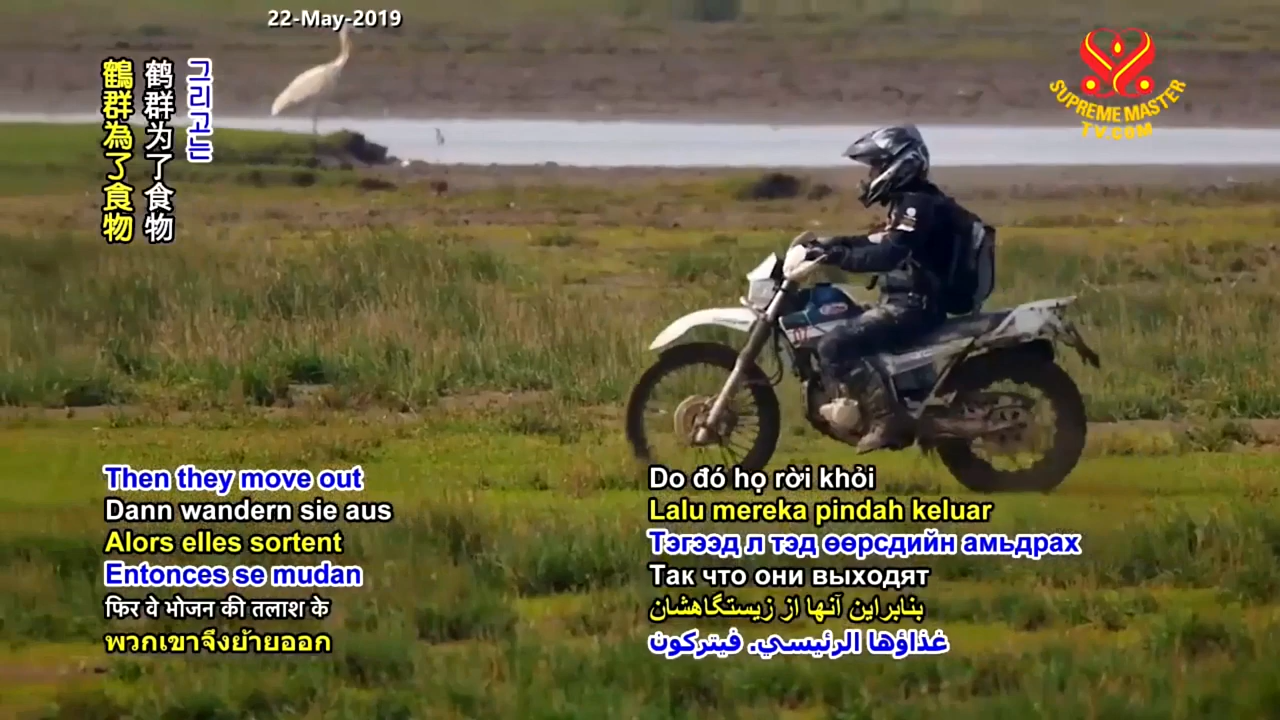 22-May-2019
SUPREME MASTER
TV.COM
그리고는
鹤群为了食物
鶴群為了食物
Then they move out
Dann wandern sie aus
Alors elles sortent
Entonces se mudan
फिर वे भोजन की तलाश के
พวกเขาจึงย้ายออก
Do đó họ rời khỏi
Lalu mereka pindah keluar
Тэгээд л тэд өөрсдийн амьдрах
Так что они выходят
بنابراین آنها از زیستگاهشان
غذاؤها الرئيسي. فيتركون